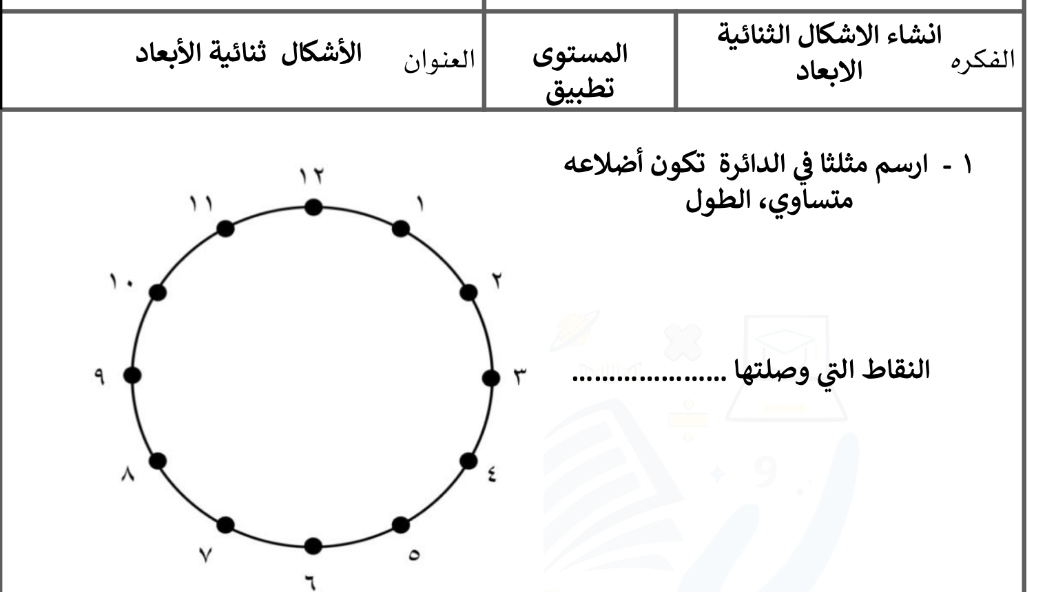 الفكره انشاء الاشكال الثنائية الابعاد
المستوى
تطبيق
العنوان الأشكال ثنائية الأبعاد
١ - ارسم مثلثا في الدائرة تكون أضلاعه
متساوي، الطول
النقاط التي وصلتها .....................
١٢
١
٢
٣
٤
٥
٦
٧
٨
٩
١٠
١١